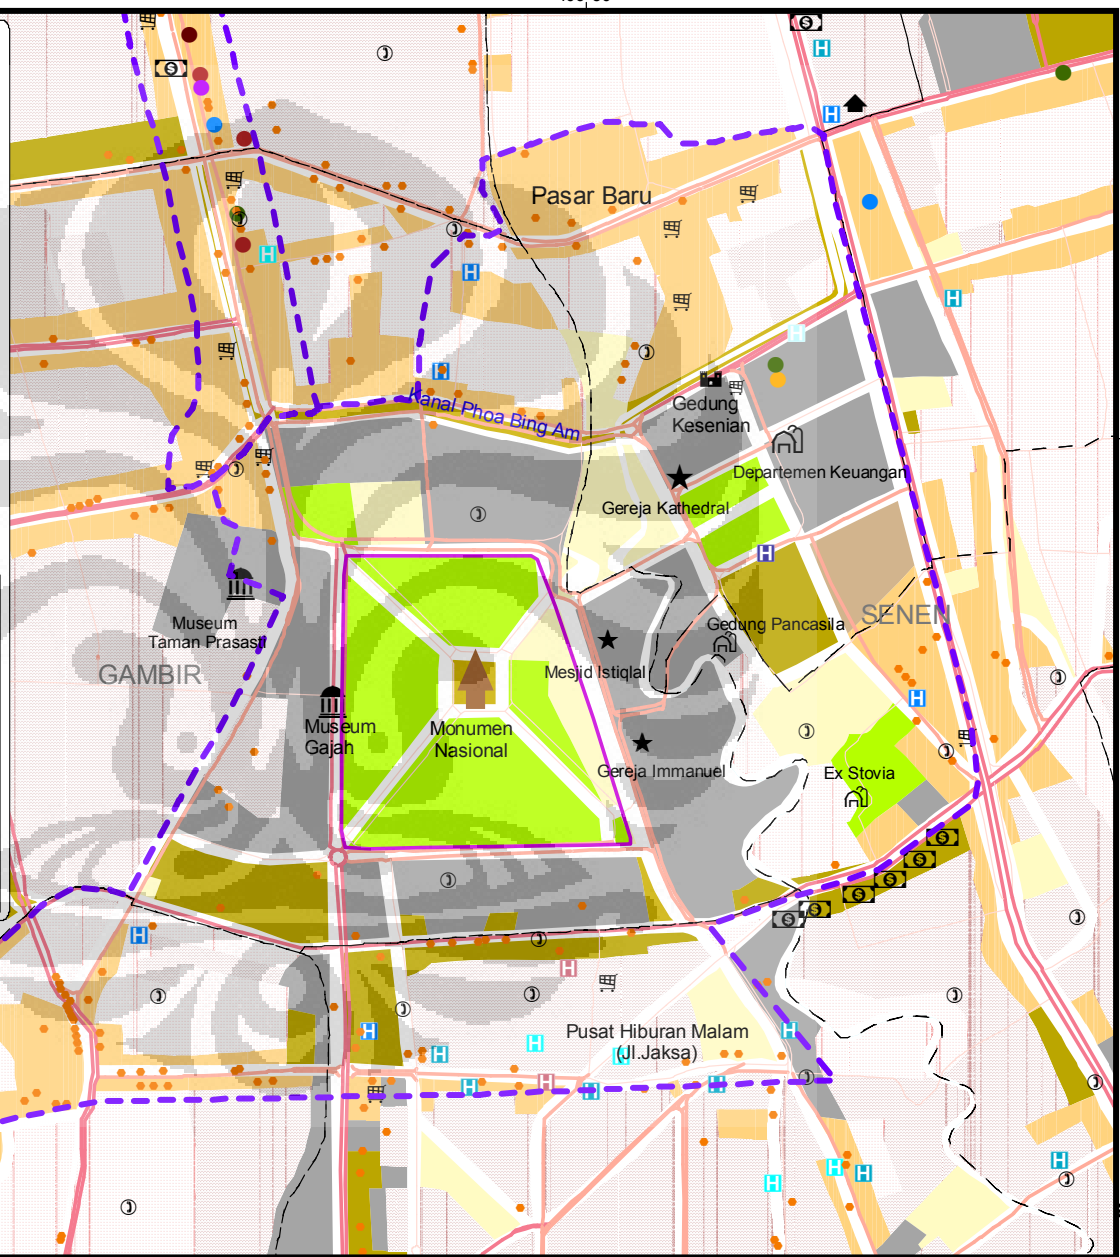 Pasar Baru
Kanal Phoa Bing Am
Gedung
Kesenian
Departemen Keuangan
Gereja Kathedral
Museum
Taman Prasasti
GAMBIR
SENEN
Gedung Pancasila
Mesjid Istiqlal
Museum
Gajah
Monumen
Nasional
Gereja Immanuel
Ex Stovia
Pusat Hiburan Malam
(Jl.Jaksa)